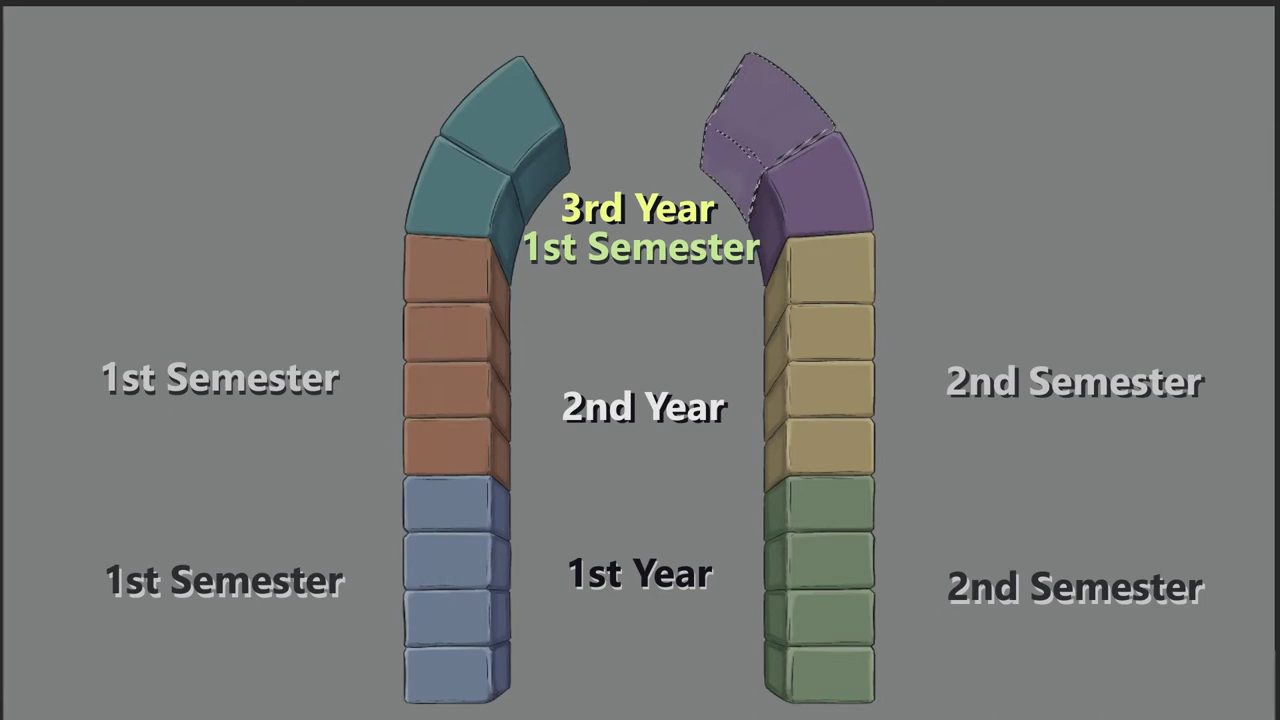 3rd Year
1st Semester
1st Semester
2nd Year
2nd Semester
1st Semester
1st Year
2nd Semester